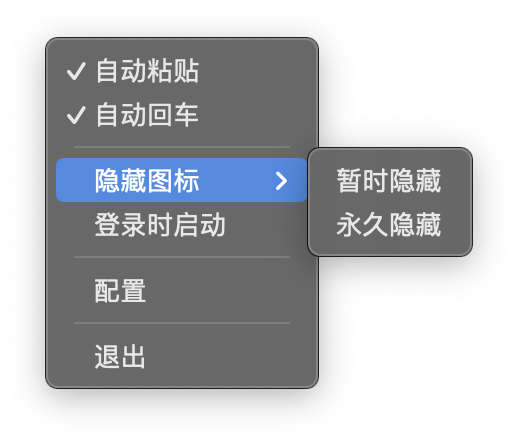 自动粘贴
自动回车
隐藏图标
暂时隐藏
登录时启动
永久隐藏
配置
退出